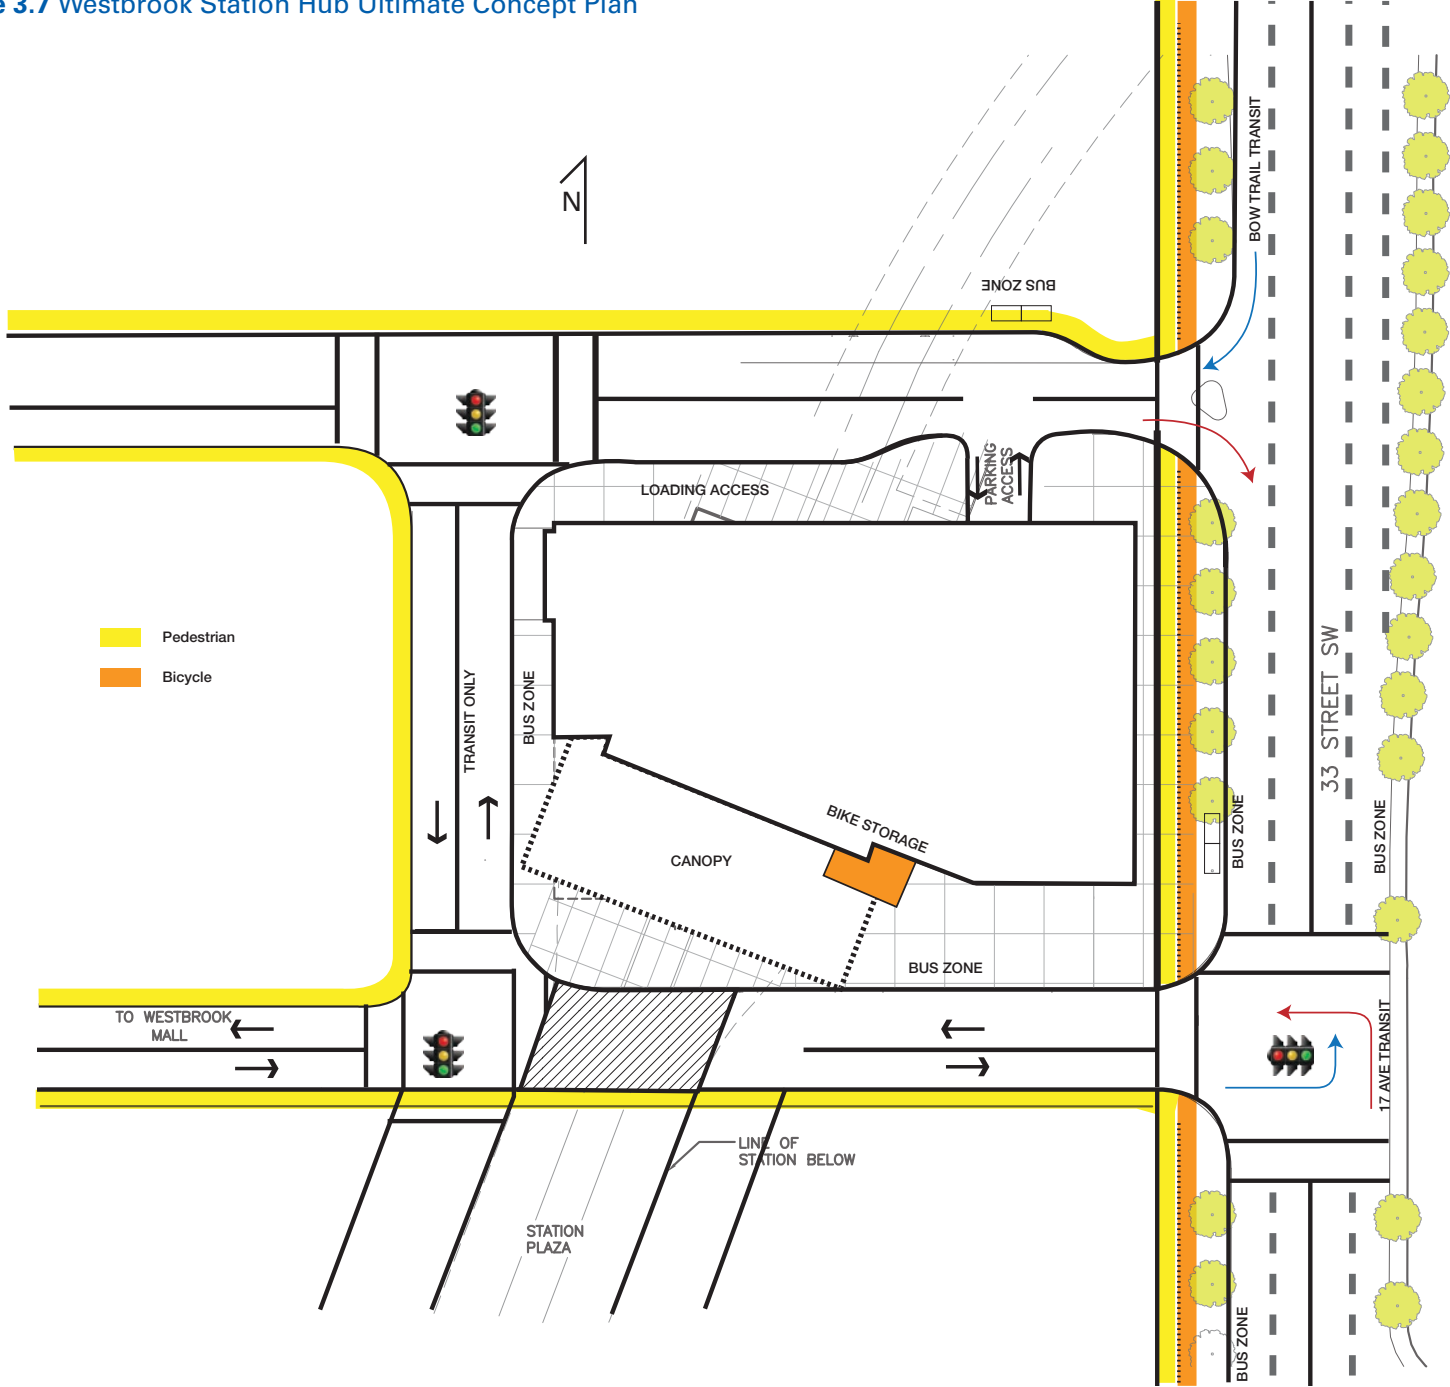 e 3.7 Westbrook Station Hub Ultimate Concept Plan
BOW TRAIL TRANSIT
N
BUS ZONE
PARKING
ACCESS
LOADING ACCESS
Pedestrian
Bicycle
TRANSIT ONLY
BUS ZONE
33 STREET SW
BIKE STORAGE
CANOPY
BUS ZONE
BUS ZONE
BUS ZONE
TO WESTBROOK
MALL
17 AVE TRANSIT
LINE OF
STATION BELOW
STATION
PLAZA
BUS ZONE